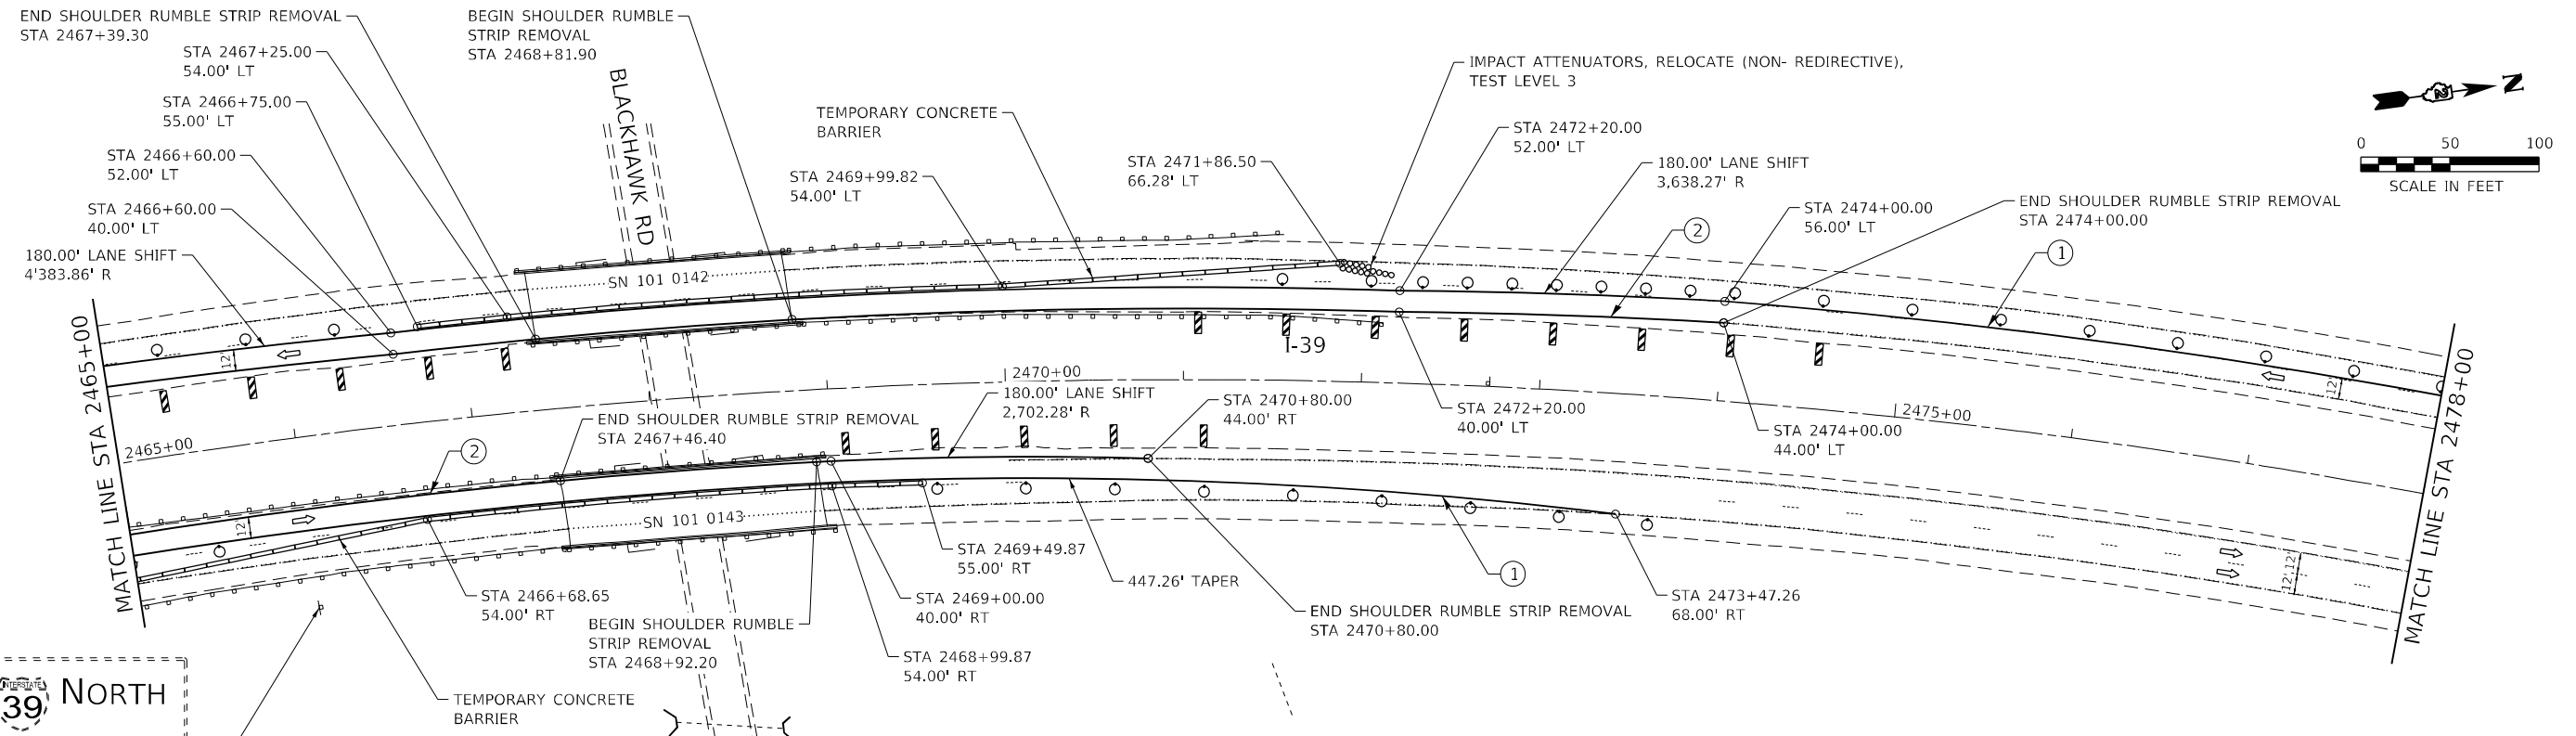 END SHOULDER RUMBLE STRIP REMOVAL
STA 2467+39.30
STA 2467+25.00
54.00' LT
STA 2466+75.00
55.00' LT
STA 2466+60.00
52.00' LT
STA 2466+60.00
40.00' LT
180.00' LANE SHIFT
4'383.86' R
BEGIN SHOULDER RUMBLE
STRIP REMOVAL
STA 2468+81.90
BLACKHAWK RD
TEMPORARY CONCRETE
BARRIER
STA 2469+99.82
54.00' LT
IMPACT ATTENUATORS, RELOCATE (NON- REDIRECTIVE),
TEST LEVEL 3
STA 2471+86.50
66.28' LT
STA 2472+20.00
52.00' LT
180.00' LANE SHIFT
3,638.27' R
STA 2474+00.00
56.00' LT
END SHOULDER RUMBLE STRIP REMOVAL
STA 2474+00.00
N
0 50 100
SCALE IN FEET
2
1
SN 101 0142
12'
I-39
12'
MATCH LINE STA 2465+00
MATCH LINE STA 2478+00
2465+00
2470+00
2475+00
180.00' LANE SHIFT
2,702.28' R
END SHOULDER RUMBLE STRIP REMOVAL
STA 2467+46.40
STA 2470+80.00
44.00' RT
STA 2472+20.00
40.00' LT
STA 2474+00.00
44.00' LT
2
12'
SN 101 0143
STA 2466+68.65
54.00' RT
BEGIN SHOULDER RUMBLE
STRIP REMOVAL
STA 2468+92.20
STA 2469+49.87
55.00' RT
STA 2469+00.00
40.00' RT
STA 2468+99.87
54.00' RT
447.26' TAPER
1
END SHOULDER RUMBLE STRIP REMOVAL
STA 2470+80.00
STA 2473+47.26
68.00' RT
12' 12'
TEMPORARY CONCRETE
BARRIER
INTERSTATE
39 NORTH